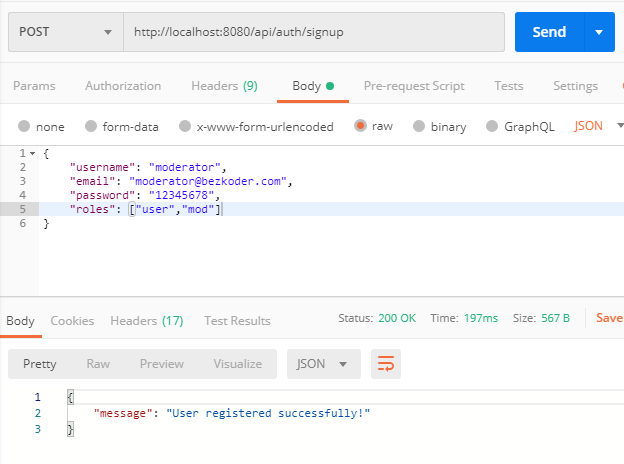 POST http://localhost:8080/api/auth/signup Send
Params Authorization Headers (9) Body Pre-request Script Tests Settings
none form-data x-www-form-urlencoded raw binary GraphQL JSON
1 {
2 "username": "moderator",
3 "email": "moderator@bezkoder.com",
4 "password": "12345678",
5 "roles": ["user","mod"]
6 }
Body Cookies Headers (17) Test Results Status: 200 OK Time: 197ms Size: 567 B Save
Pretty Raw Preview Visualize JSON
1 {
2 "message": "User registered successfully!"
3 }